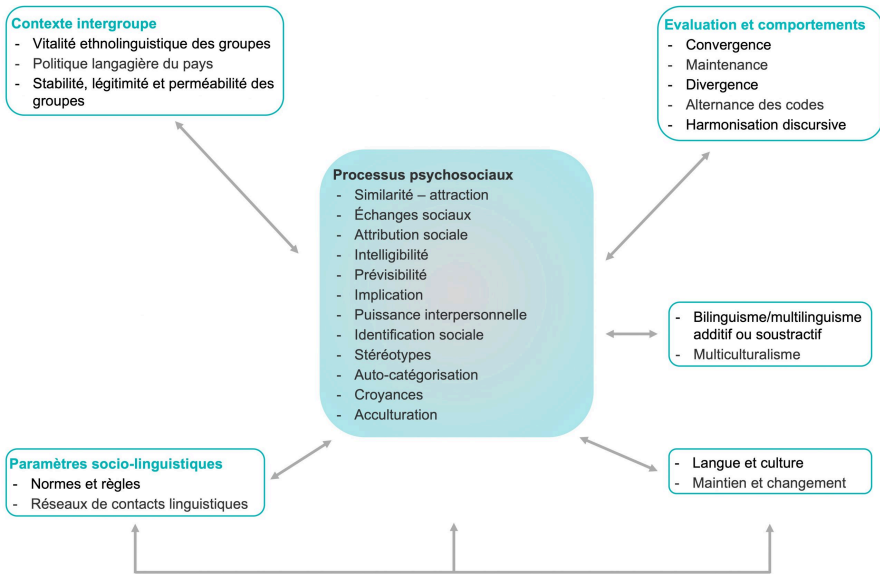 Contexte intergroupe
- Vitalité ethnolinguistique des groupes
- Politique langagière du pays
- Stabilité, légitimité et perméabilité des
groupes
Evaluation et comportements
- Convergence
- Maintenance
- Divergence
- Alternance des codes
- Harmonisation discursive
Processus psychosociaux
- Similarité – attraction
- Échanges sociaux
- Attribution sociale
- Intelligibilité
- Prévisibilité
- Implication
- Puissance interpersonnelle
- Identification sociale
- Stéréotypes
- Auto-catégorisation
- Croyances
- Acculturation
- Bilinguisme/multilinguisme
additif ou soustractif
- Multiculturalisme
Paramètres socio-linguistiques
- Normes et règles
- Réseaux de contacts linguistiques
- Langue et culture
- Maintien et changement